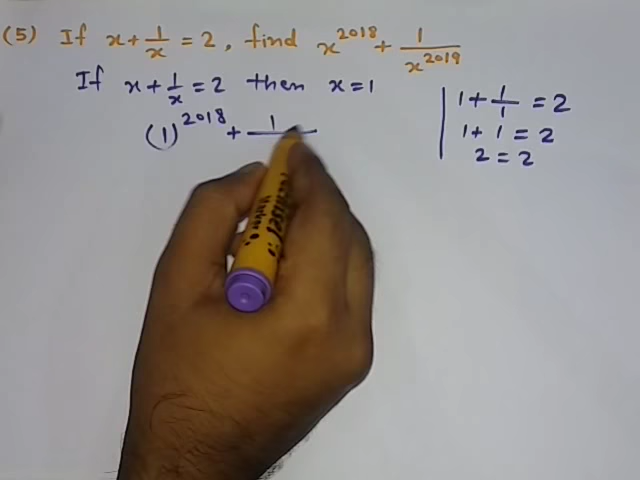 (5) If x + 1/x = 2, find x^2018 + 1/x^2019
If x + 1/x = 2 then x = 1
(1)^2018 + 1/
1 + 1/1 = 2
1 + 1 = 2
2 = 2